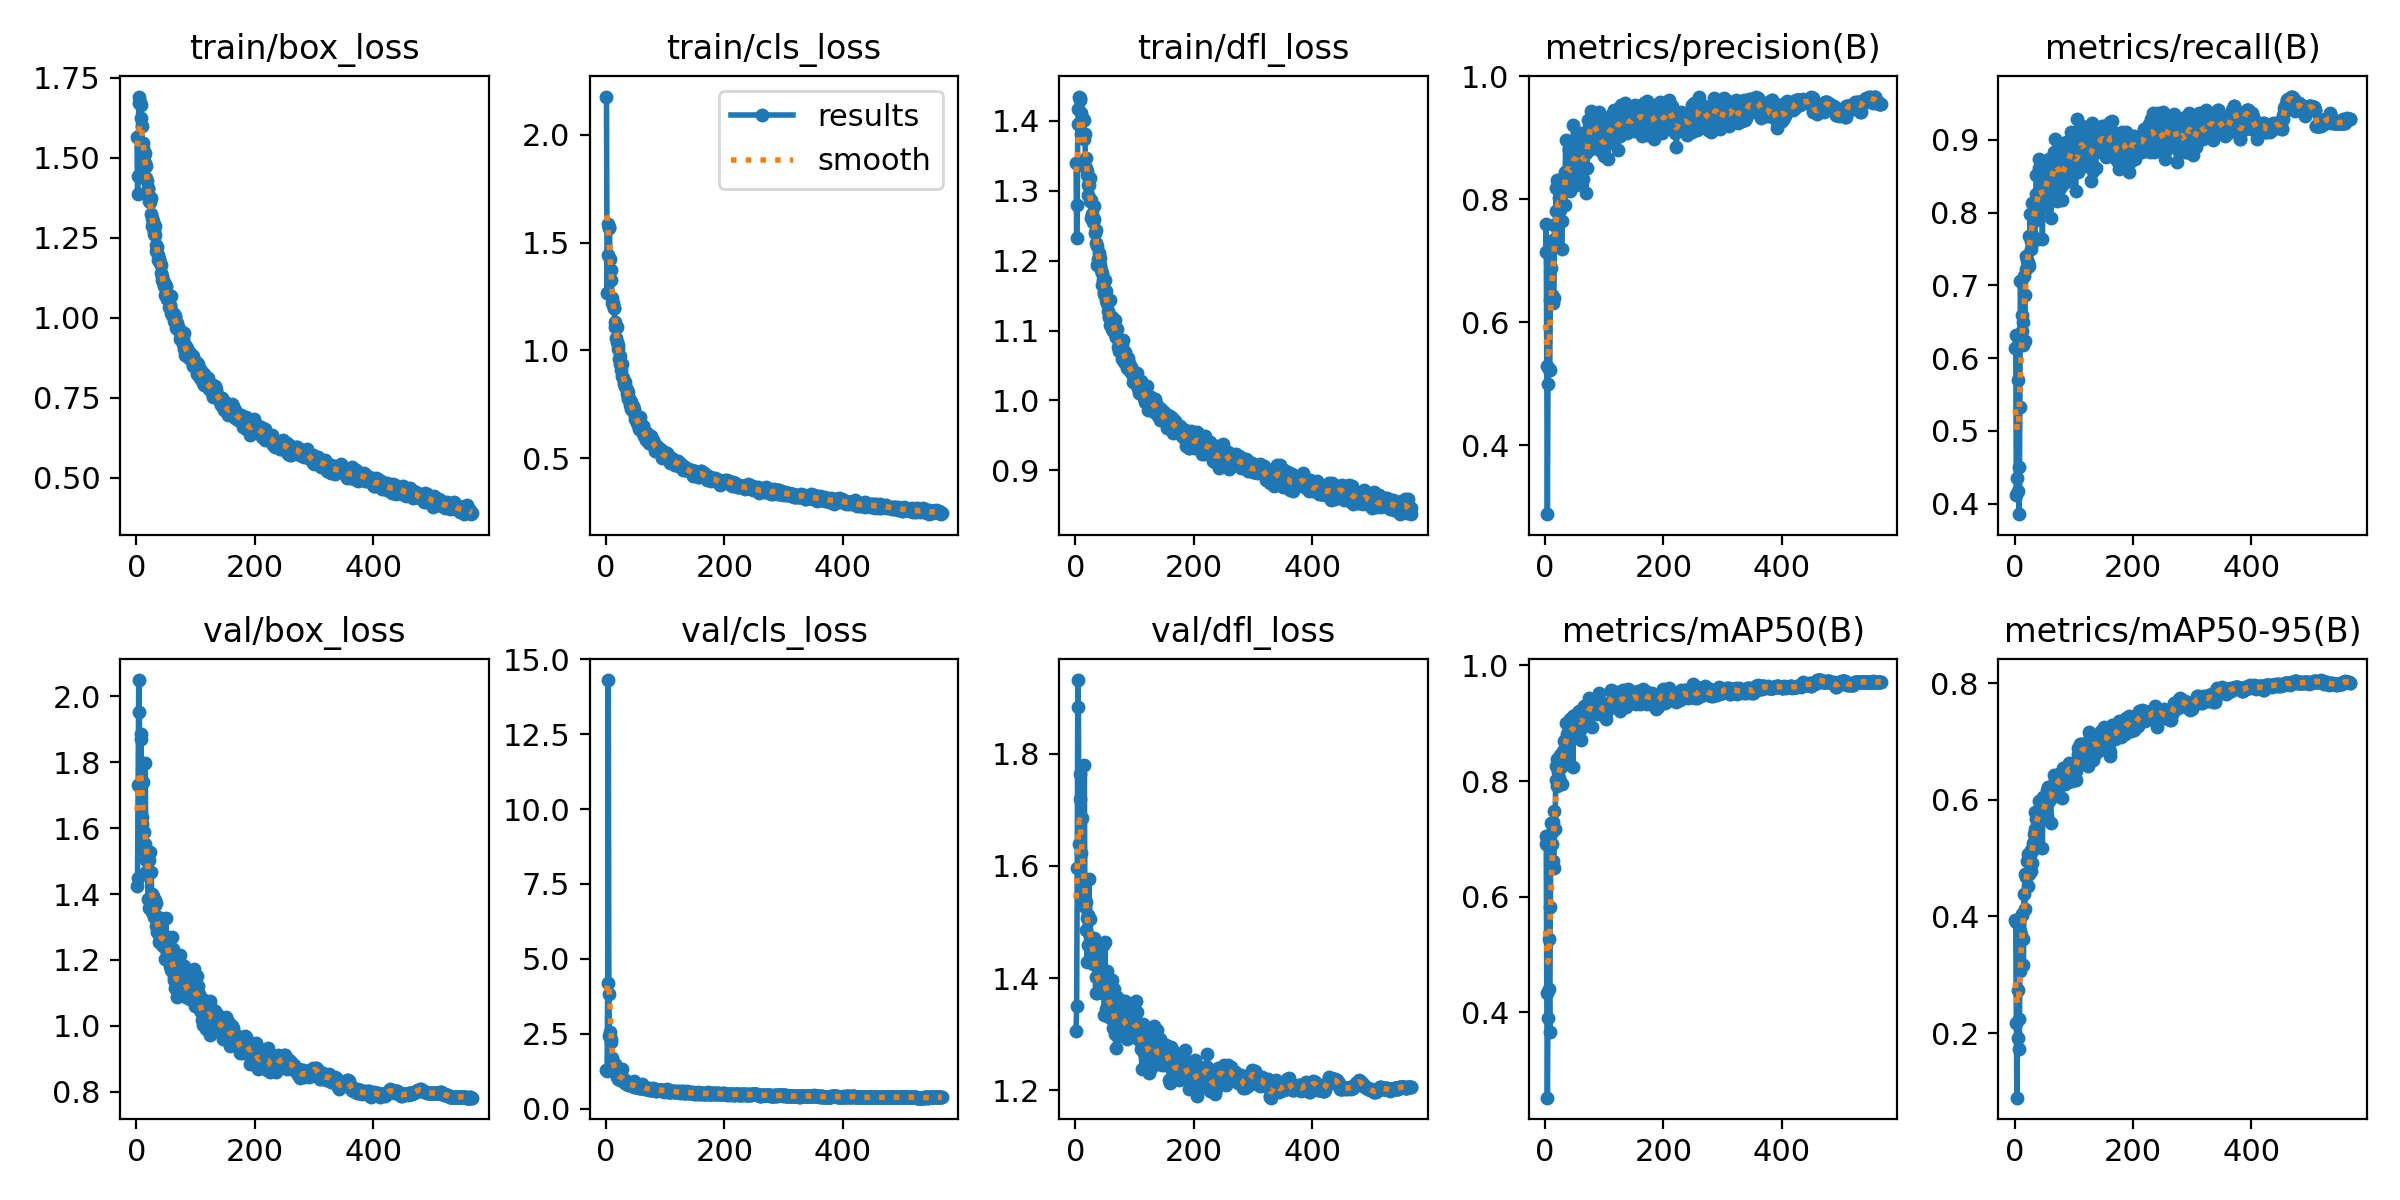 train/box_loss
1.75
1.50
1.25
1.00
0.75
0.50
0 200 400
train/cls_loss
results
smooth
2.0
1.5
1.0
0.5
0 200 400
train/dfl_loss
1.4
1.3
1.2
1.1
1.0
0.9
0 200 400
metrics/precision(B)
1.0
0.8
0.6
0.4
0 200 400
metrics/recall(B)
0.9
0.8
0.7
0.6
0.5
0.4
0 200 400
val/box_loss
2.0
1.8
1.6
1.4
1.2
1.0
0.8
0 200 400
val/cls_loss
15.0
12.5
10.0
7.5
5.0
2.5
0.0
0 200 400
val/dfl_loss
1.8
1.6
1.4
1.2
0 200 400
metrics/mAP50(B)
1.0
0.8
0.6
0.4
0 200 400
metrics/mAP50-95(B)
0.8
0.6
0.4
0.2
0 200 400